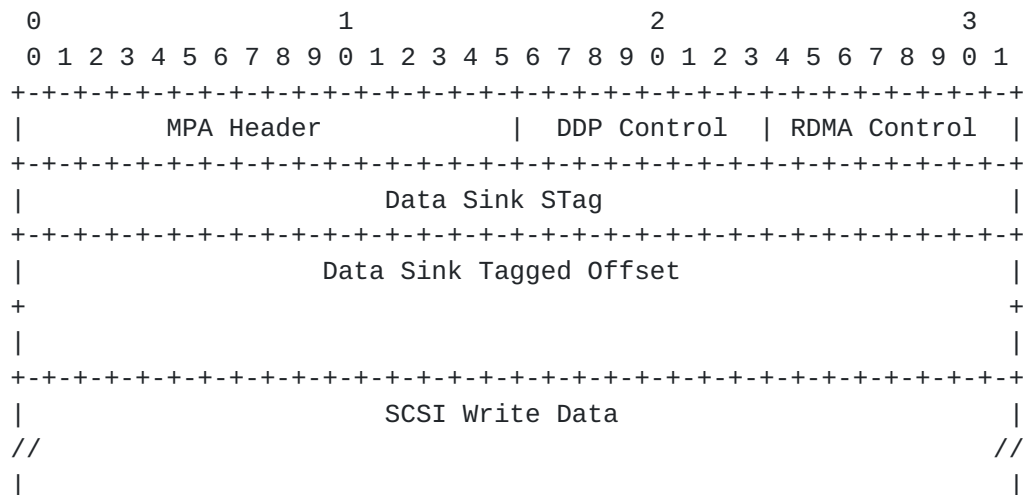 0                   1                   2                   3
 0 1 2 3 4 5 6 7 8 9 0 1 2 3 4 5 6 7 8 9 0 1 2 3 4 5 6 7 8 9 0 1
+-+-+-+-+-+-+-+-+-+-+-+-+-+-+-+-+-+-+-+-+-+-+-+-+-+-+-+-+-+-+-+-+
|         MPA Header            |  DDP Control  | RDMA Control  |
+-+-+-+-+-+-+-+-+-+-+-+-+-+-+-+-+-+-+-+-+-+-+-+-+-+-+-+-+-+-+-+-+
|                       Data Sink STag                          |
+-+-+-+-+-+-+-+-+-+-+-+-+-+-+-+-+-+-+-+-+-+-+-+-+-+-+-+-+-+-+-+-+
|                   Data Sink Tagged Offset                     |
+                                                               +
|                                                               |
+-+-+-+-+-+-+-+-+-+-+-+-+-+-+-+-+-+-+-+-+-+-+-+-+-+-+-+-+-+-+-+-+
|                       SCSI Write Data                         |
//                                                             //
|                                                               |